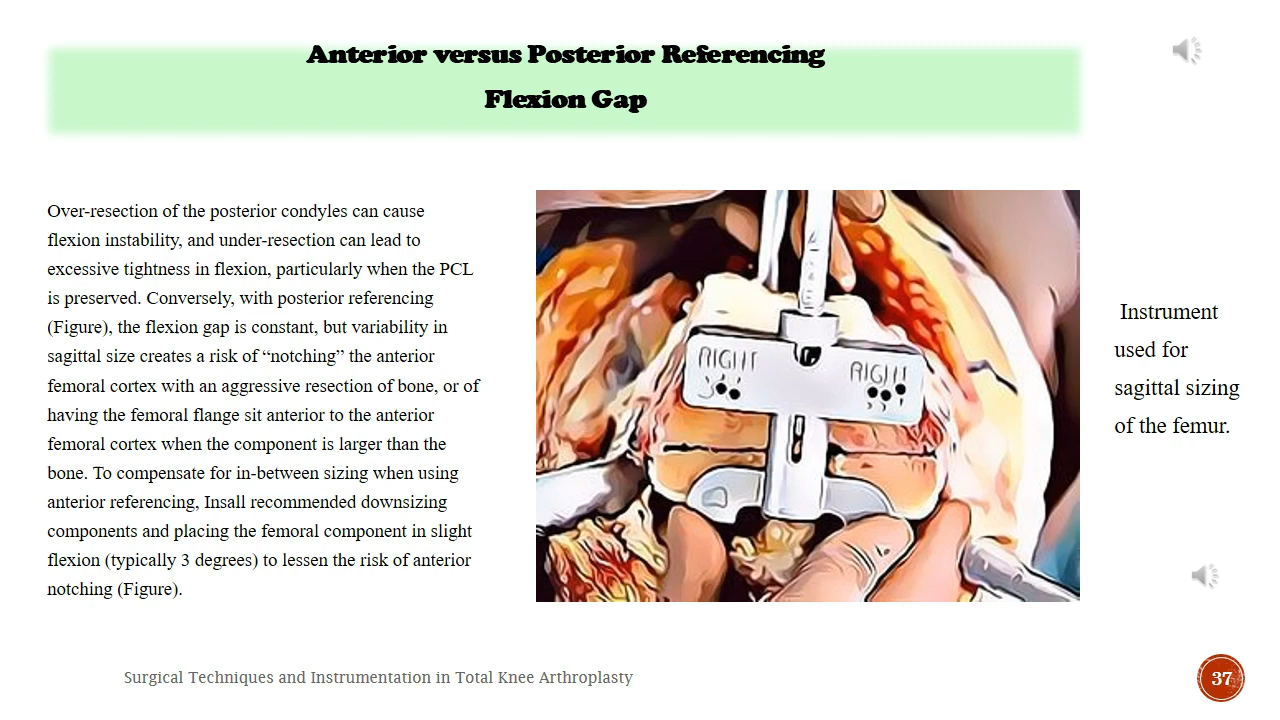 Anterior versus Posterior Referencing
Flexion Gap
Over-resection of the posterior condyles can cause
flexion instability, and under-resection can lead to
excessive tightness in flexion, particularly when the PCL
is preserved. Conversely, with posterior referencing
(Figure), the flexion gap is constant, but variability in
sagittal size creates a risk of “notching” the anterior
femoral cortex with an aggressive resection of bone, or of
having the femoral flange sit anterior to the anterior
femoral cortex when the component is larger than the
bone. To compensate for in-between sizing when using
anterior referencing, Insall recommended downsizing
components and placing the femoral component in slight
flexion (typically 3 degrees) to lessen the risk of anterior
notching (Figure).
RIGHT
RIGHT
Instrument
used for
sagittal sizing
of the femur.
Surgical Techniques and Instrumentation in Total Knee Arthroplasty
37